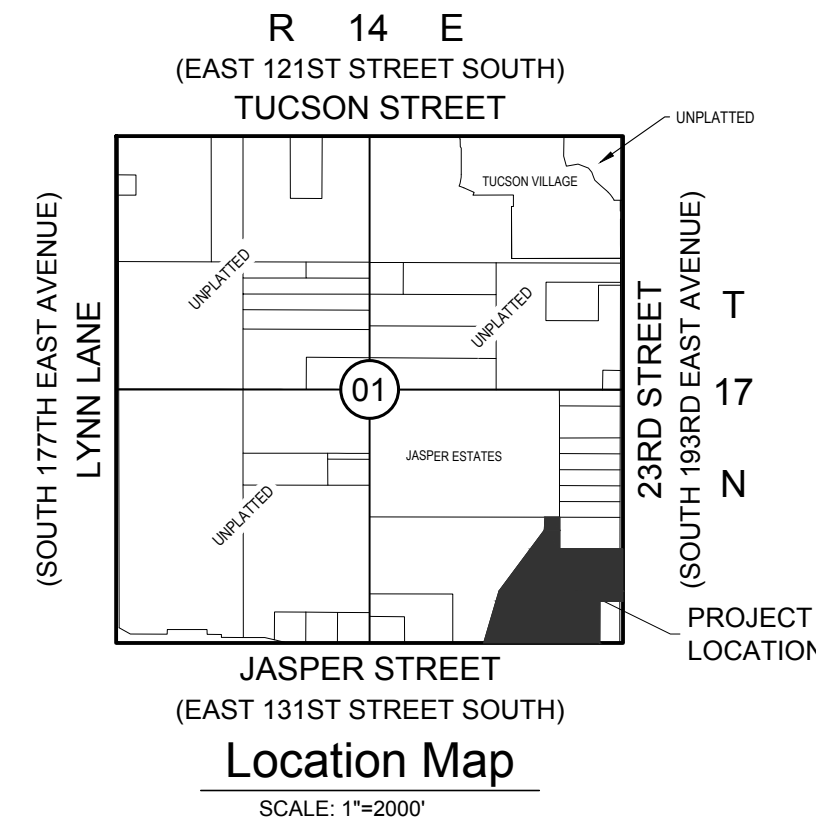 R 14 E
(EAST 121ST STREET SOUTH)
TUCSON STREET
UNPLATTED
TUCSON VILLAGE
UNPLATTED
UNPLATTED
(SOUTH 177TH EAST AVENUE)
LYNN LANE
01
23RD STREET
(SOUTH 193RD EAST AVENUE)
T
17
N
JASPER ESTATES
UNPLATTED
PROJECT
LOCATION
JASPER STREET
(EAST 131ST STREET SOUTH)
Location Map
SCALE: 1"=2000'